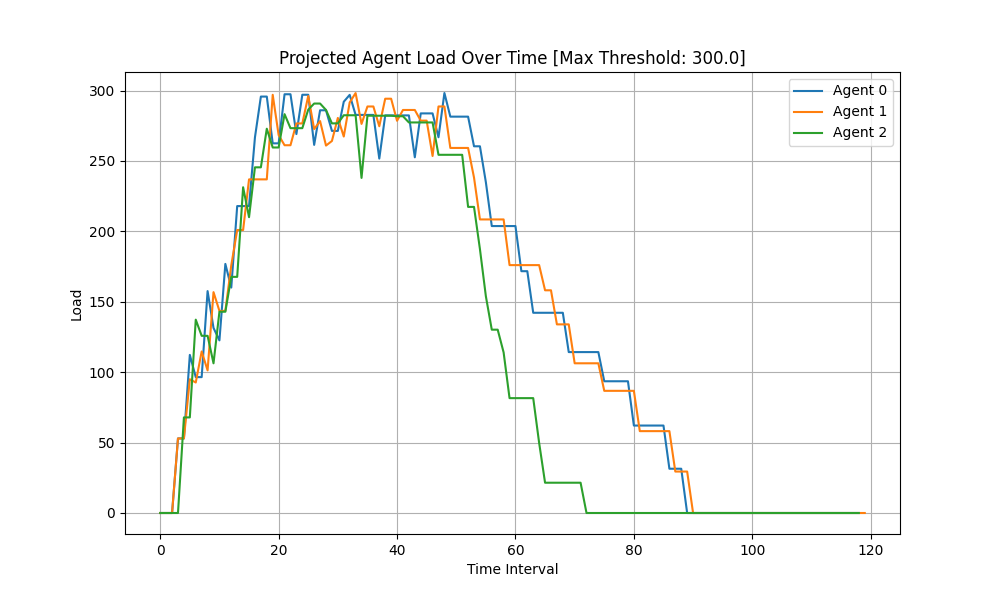 Projected Agent Load Over Time [Max Threshold: 300.0]
Agent 0
Agent 1
Agent 2
300
250
200
150
100
50
0
Load
0 20 40 60 80 100 120
Time Interval